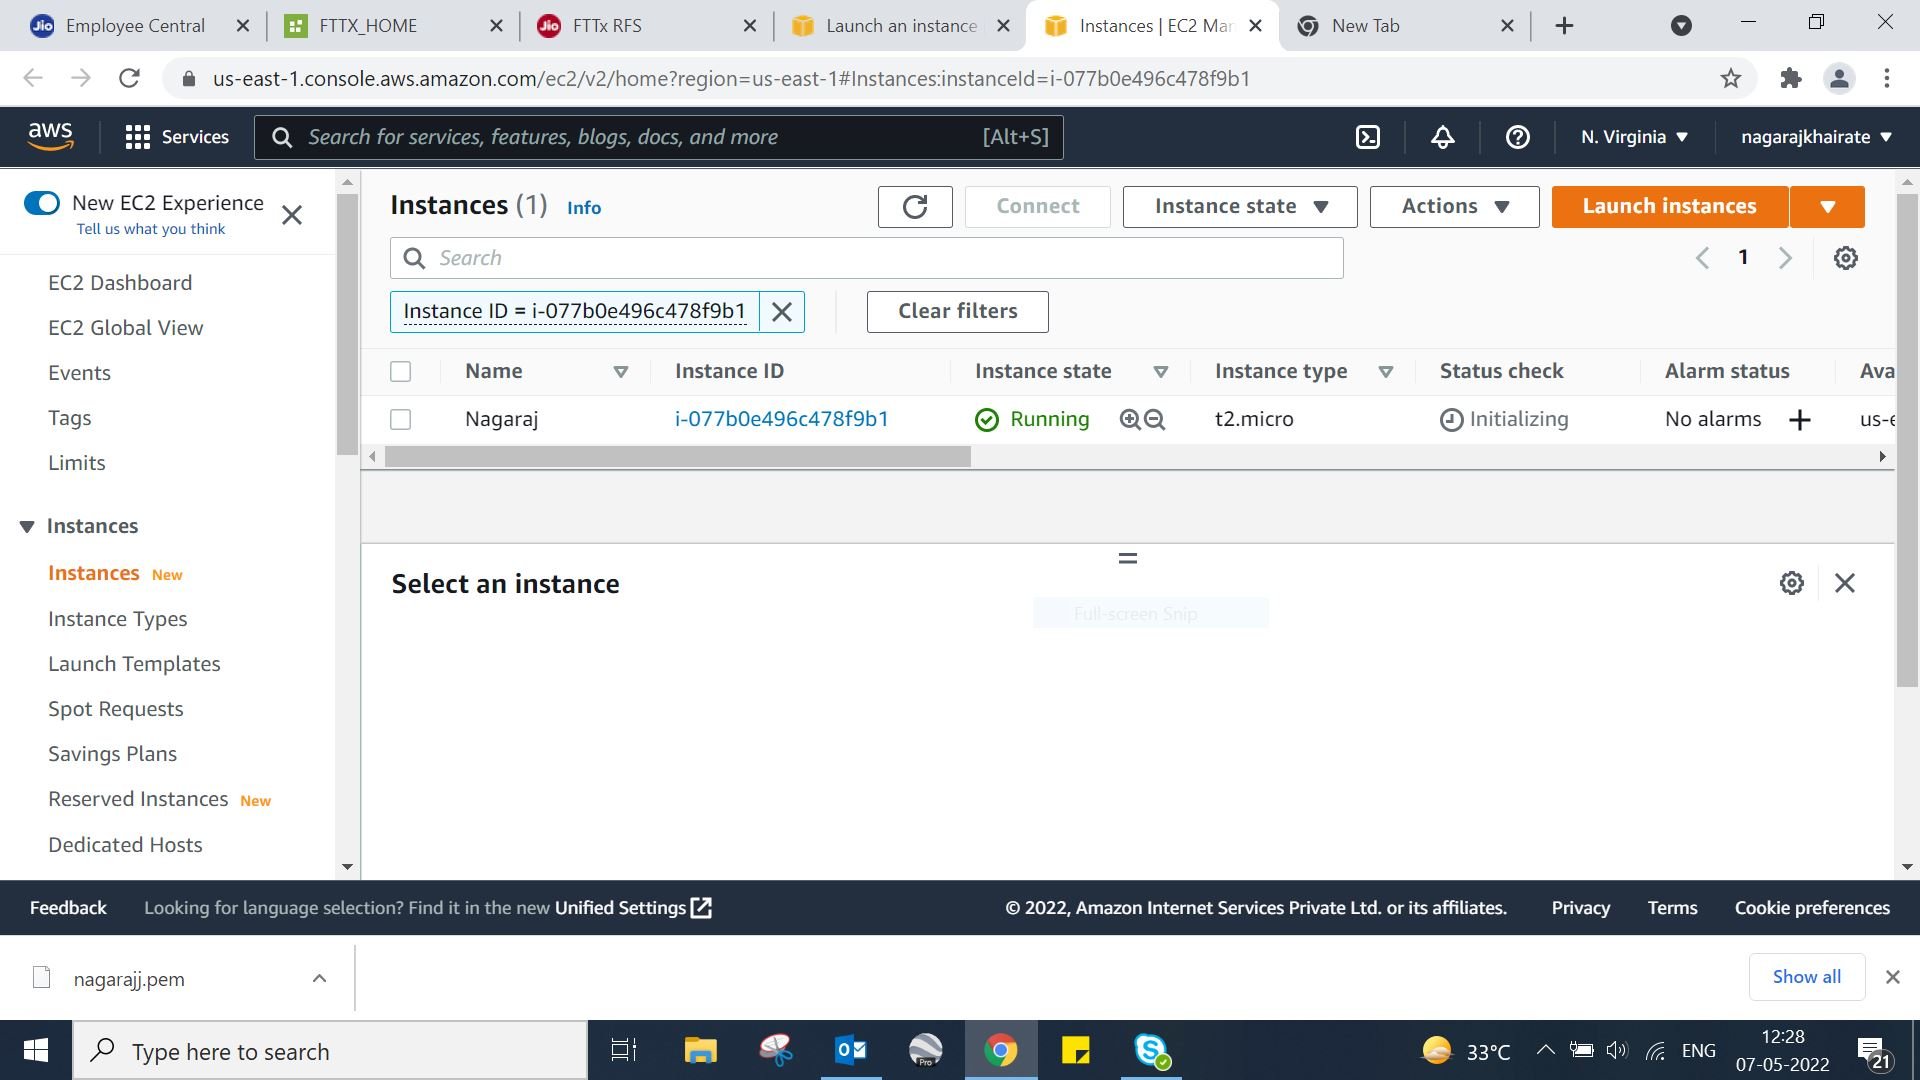 Employee Central
FTTX_HOME
FTTx RFS
Launch an instance
Instances | EC2 Man
New Tab
us-east-1.console.aws.amazon.com/ec2/v2/home?region=us-east-1#Instances:instanceId=i-077b0e496c478f9b1
aws
Services
Search for services, features, blogs, docs, and more
[Alt+S]
N. Virginia
nagarajkhairate
New EC2 Experience
Tell us what you think
EC2 Dashboard
EC2 Global View
Events
Tags
Limits
Instances
Instances New
Instance Types
Launch Templates
Spot Requests
Savings Plans
Reserved Instances New
Dedicated Hosts
Instances (1) Info
Connect
Instance state
Actions
Launch instances
Search
1
Instance ID = i-077b0e496c478f9b1
Clear filters
Name Instance ID Instance state Instance type Status check Alarm status Ava
Nagaraj i-077b0e496c478f9b1 Running t2.micro Initializing No alarms us-e
Select an instance
Full-screen Snip
Feedback
Looking for language selection? Find it in the new Unified Settings
© 2022, Amazon Internet Services Private Ltd. or its affiliates.
Privacy
Terms
Cookie preferences
nagarajj.pem
Show all
Type here to search
Pro
33°C
ENG
12:28
07-05-2022
21